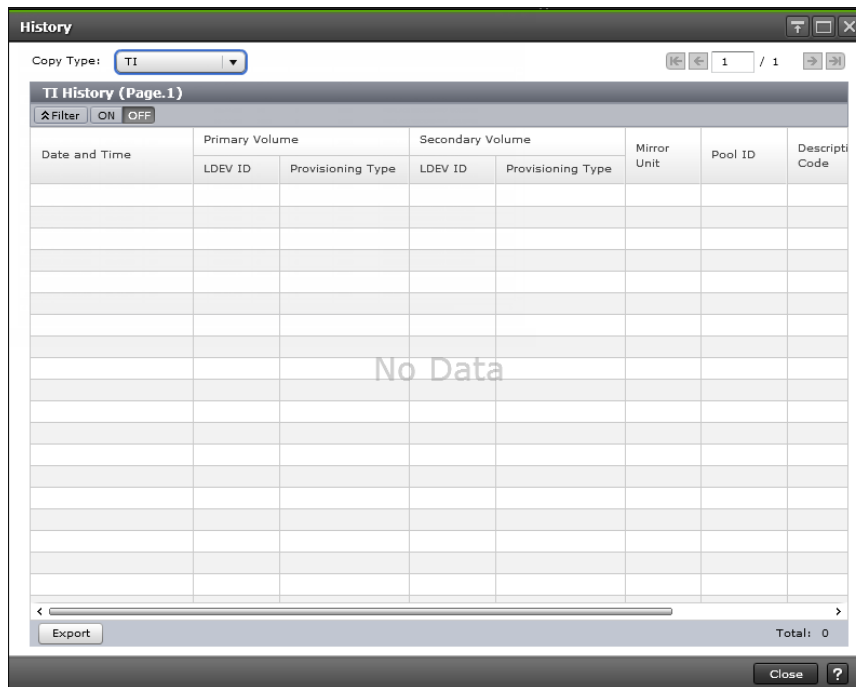 History
Copy Type: TI 1 / 1
TI History (Page.1)
Filter ON OFF
Date and Time Primary Volume Secondary Volume Mirror Unit Pool ID Descripti Code
LDEV ID Provisioning Type LDEV ID Provisioning Type
No Data
Export Total: 0
Close ?